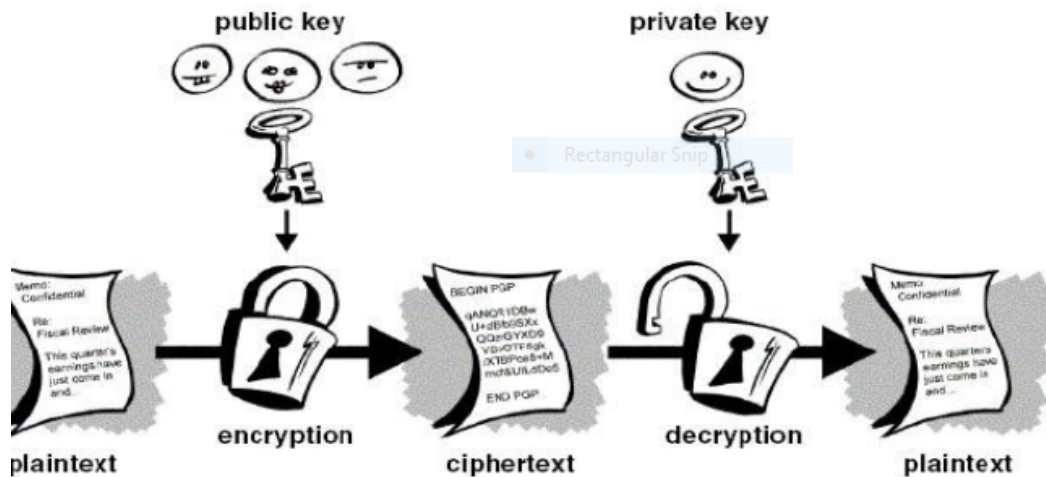 public key
private key
Rectangular Snip
Memo:
Confidential
Re:
Fiscal Review
This quarter's
earnings have
just come in
and...
BEGIN PGP
END PGP
Memo:
Confidential
Re:
Fiscal Review
This quarter's
earnings have
just come in
and...
encryption
decryption
plaintext
ciphertext
plaintext